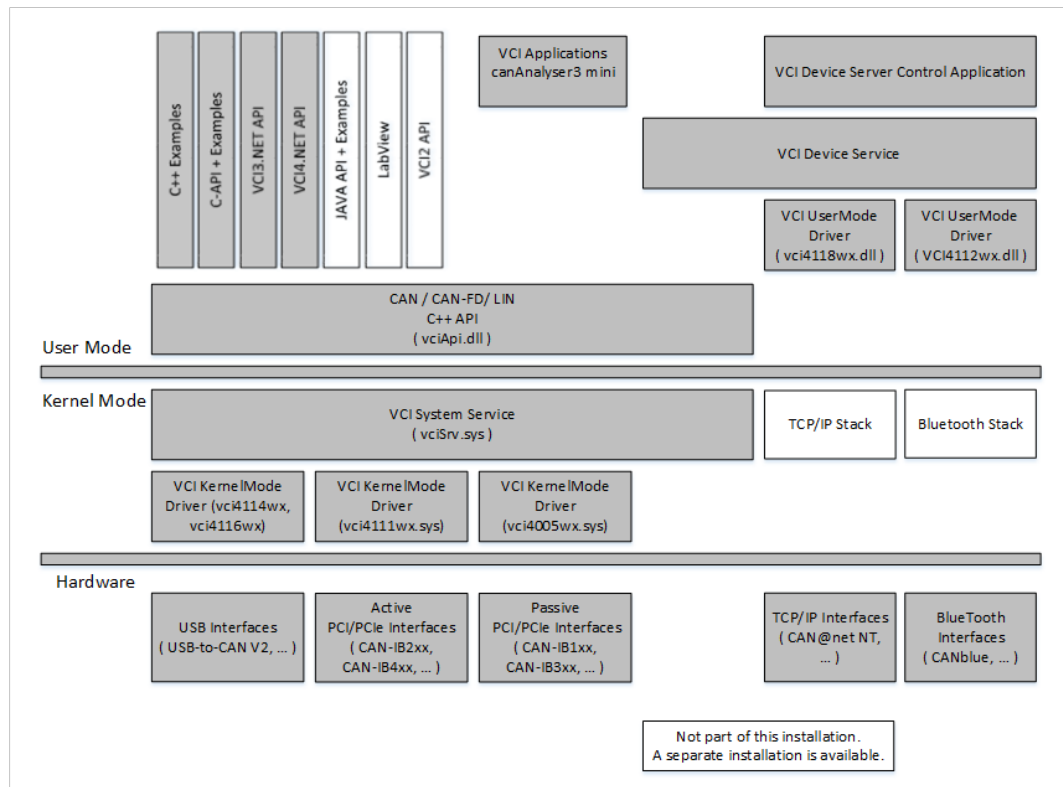 C++ Examples
C-API + Examples
VCI3.NET API
VCI4.NET API
JAVA API + Examples
LabView
VCI2 API
VCI Applications
canAnalyser3 mini
VCI Device Server Control Application
VCI Device Service
VCI UserMode
Driver
( vci4118wx.dll )
VCI UserMode
Driver
( VCI4112wx.dll )
CAN / CAN-FD/ LIN
C++ API
( vciApi.dll )
User Mode
Kernel Mode
VCI System Service
( vciSrv.sys )
TCP/IP Stack
Bluetooth Stack
VCI KernelMode
Driver (vci4114wx,
vci4116wx)
VCI KernelMode
Driver
(vci4111wx.sys)
VCI KernelMode
Driver
(vci4005wx.sys)
Hardware
USB Interfaces
( USB-to-CAN V2, ... )
Active
PCI/PCIe Interfaces
( CAN-IB2xx,
CAN-IB4xx, ... )
Passive
PCI/PCIe Interfaces
( CAN-IB1xx,
CAN-IB3xx, ... )
TCP/IP Interfaces
( CAN@net NT,
... )
BlueTooth
Interfaces
( CANblue, ... )
Not part of this installation.
A separate installation is available.